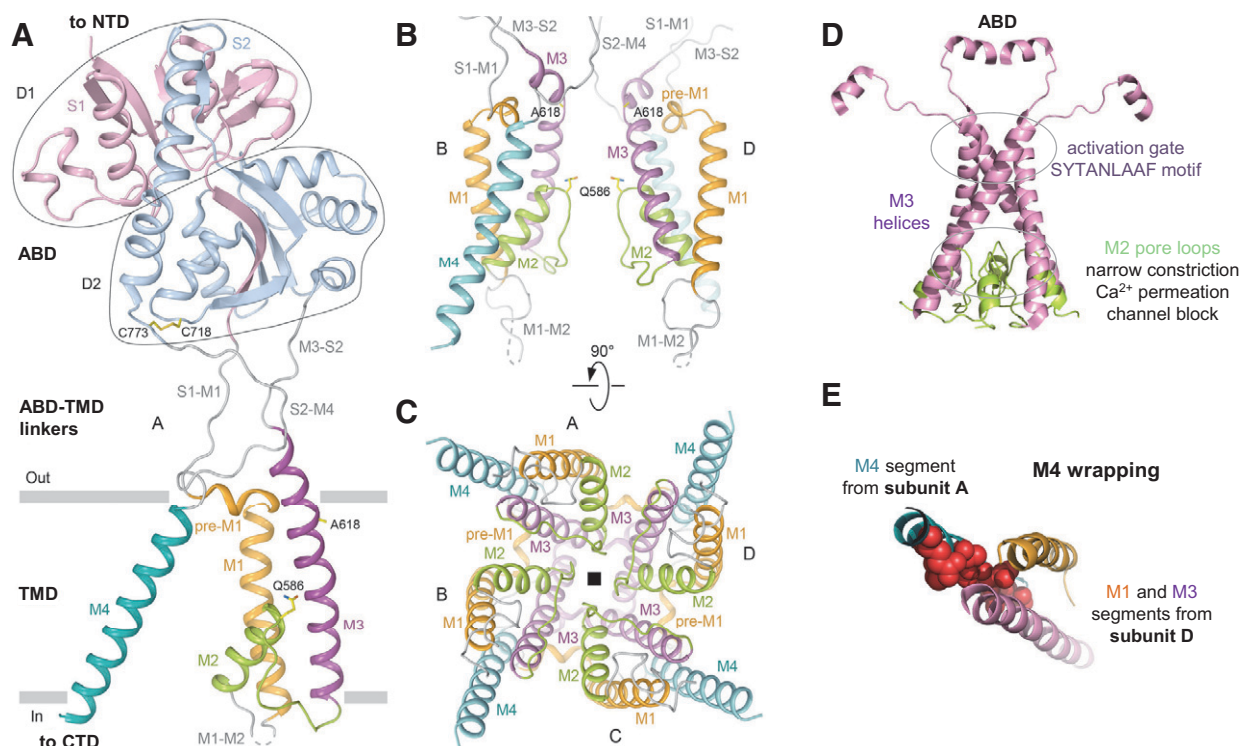 A
to NTD
S2
D1
S1
ABD
D2
C773
C718
M3-S2
S1-M1
S2-M4
ABD-TMD
linkers
A
Out
pre-M1
A618
M1
TMD
Q586
M4
M3
M2
In
to CTD
M1-M2
B
M3-S2
S1-M1
S2-M4
M3-S2
S1-M1
M3
pre-M1
A618
A618
B
M3
D
Q586
M1
M1
M2
M2
M4
M1-M2
M1-M2
90°
C
A
M1
M4
M2
M4
M3
pre-M1
M3
M1
D
M2
B
M2
M1
M3
M3
pre-M1
M4
M4
M2
M1
C
D
ABD
activation gate
SYTANLAAF motif
M3
helices
M2 pore loops
narrow constriction
Ca²⁺ permeation
channel block
E
M4 segment
from subunit A
M4 wrapping
M1 and M3
segments from
subunit D